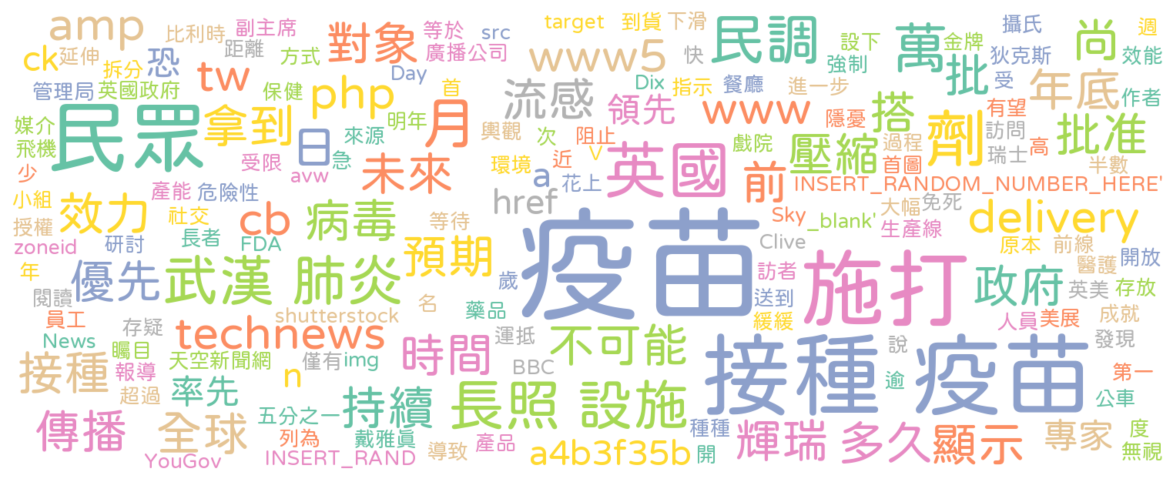 amp 比利時 副主席 等於 src target 到貨 下滑 民調 設下 萬 金牌 攝氏 尚 週
ck 延伸 拆分 恐 距離 方式 對象 廣播公司 www5 快 強制 批 狄克斯 效能
管理局 英國政府 tw 保健 php Day 首 流感 Dix 指示 餐廳 進一步 受 年底 作者
媒介 民眾 拿到 月 來源 明年 輿觀 領先 www 隱憂 搭 有望 訪問 批准
飛機 日 急 次 阻止 戲院 壓縮 過程 劑 高
少 受限 avw 未來 環境 近 V 英國 前 首圖 瑞士 半數
小組 產能 危險性 a 花上 INSERT_RANDOM_NUMBER_HERE'
授權 效力 社交 cb 病毒 href Sky _blank' 大幅 免死 delivery
zoneid 研討 長者 FDA 等待 疫苗 Clive 生產線 原本 前線 開放
年 優先 武漢 肺炎 預期 歲 訪者 施打 政府 醫護
閱讀 名 藥品 送到 英美 存放
員工 存疑 shutterstock 運抵 緩緩 人員 美展 成就
News 矚目 technews 時間 不可能 接種 疫苗 說 發現
接種 報導 天空新聞網 僅有 img BBC 逾 第一
超過 率先 n 長照 設施 公車
傳播 全球 五分之一 持續 種種 輝瑞 多久 顯示 專家 度
列為 戴雅真 導致 產品 a4b3f35b 開 無視
YouGov INSERT_RAND